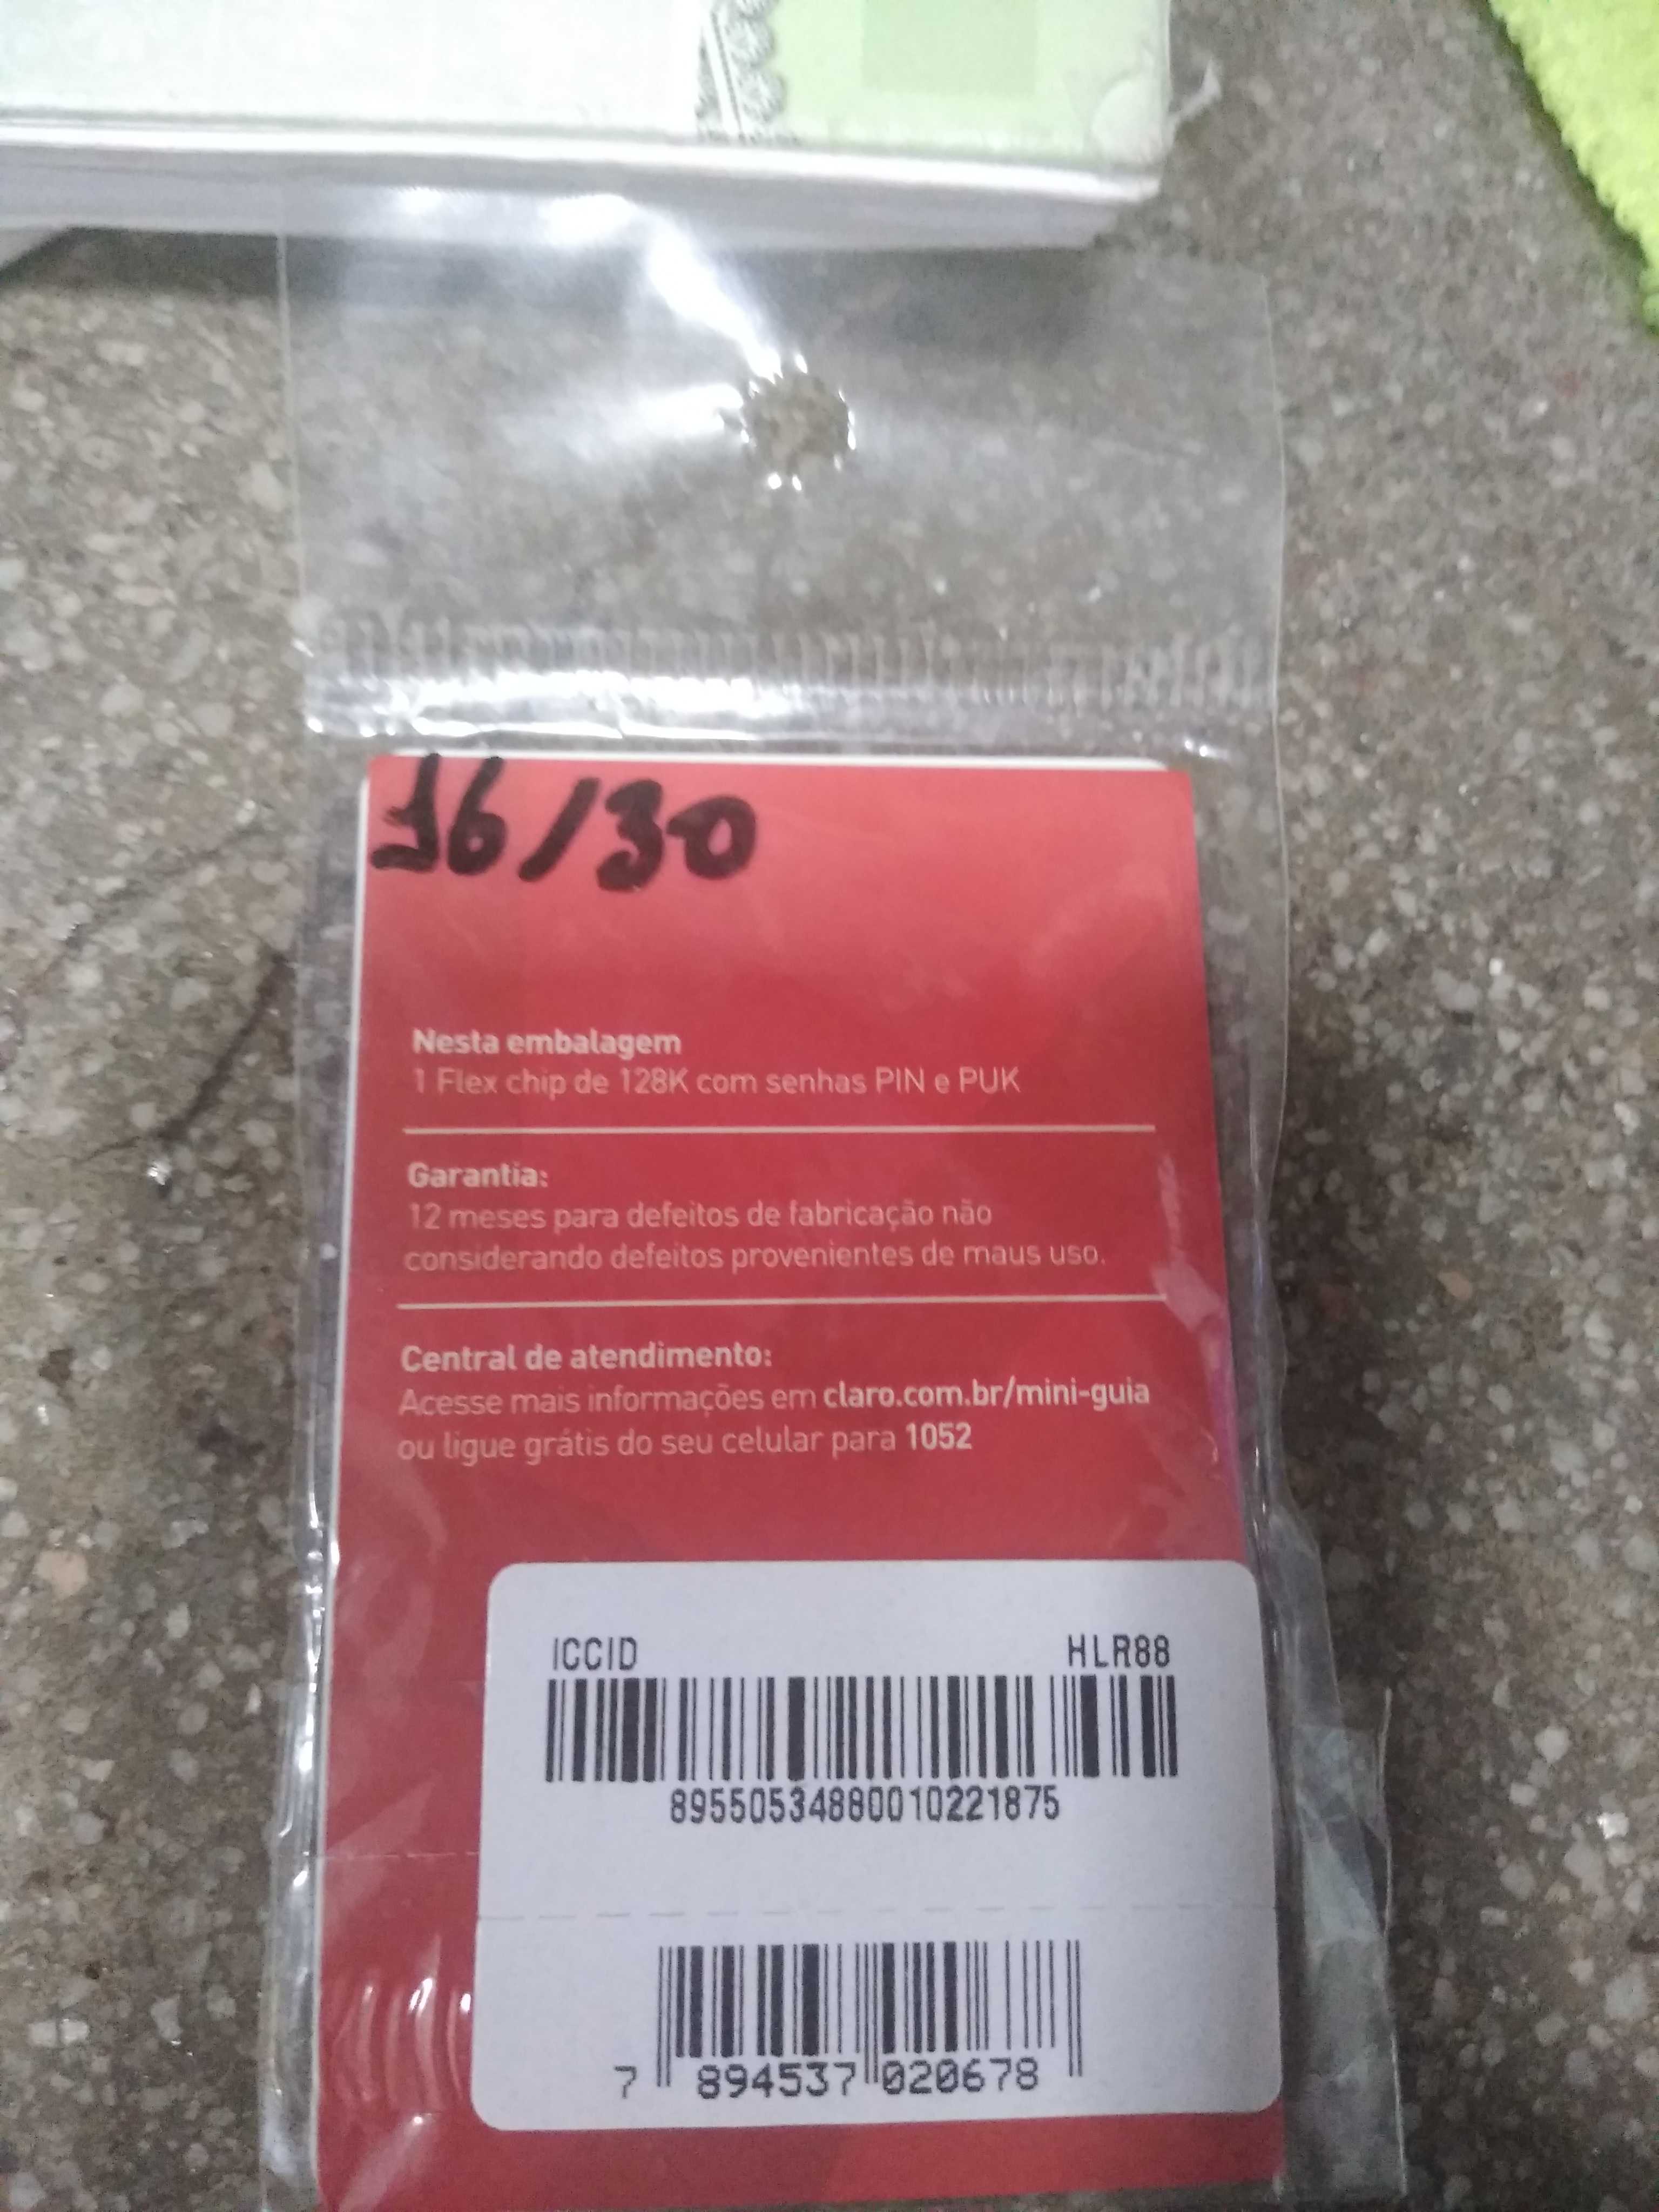 16/30
Nesta embalagem
1 Flex chip de 128K com senhas PIN e PUK
Garantia:
12 meses para defeitos de fabricação não
considerando defeitos provenientes de maus uso.
Central de atendimento:
Acesse mais informações em claro.com.br/mini-guia
ou ligue grátis do seu celular para 1052
ICCID HLR88
89550534880010221875
7 894537 020678